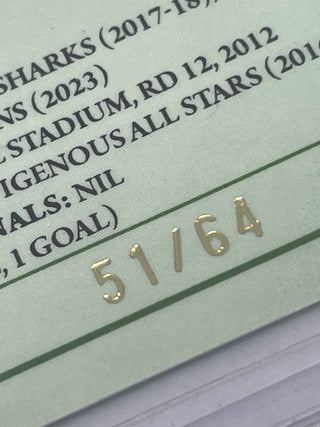 SHARKS (2017-18),
NS (2023)
STADIUM, RD 12, 2012
IGENOUS ALL STARS (201
NALS: NIL
, 1 GOAL)
51/64